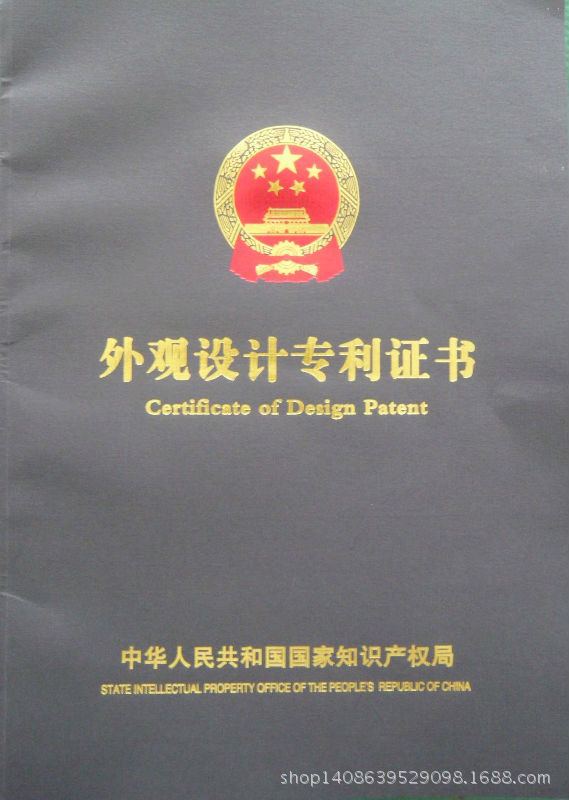 外观设计专利证书
Certificate of Design Patent
中华人民共和国国家知识产权局
STATE INTELLECTUAL PROPERTY OFFICE OF THE PEOPLE'S REPUBLIC OF CHINA
shop1408639529098.1688.com